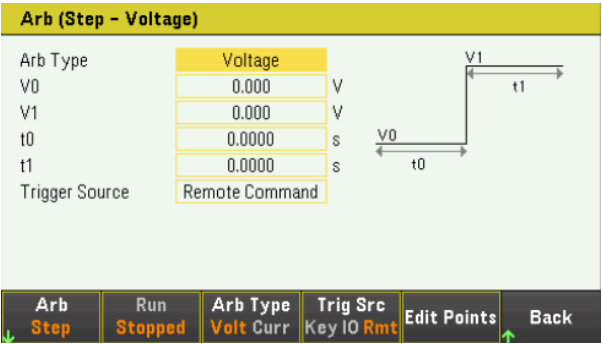 Arb (Step - Voltage)
Arb Type Voltage
V0 0.000 V
V1 0.000 V
t0 0.0000 s
t1 0.0000 s
Trigger Source Remote Command
V1
t1
V0
t0
Arb Run Arb Type Trig Src Edit Points Back
Step Stopped Volt Curr Key IO Rmt